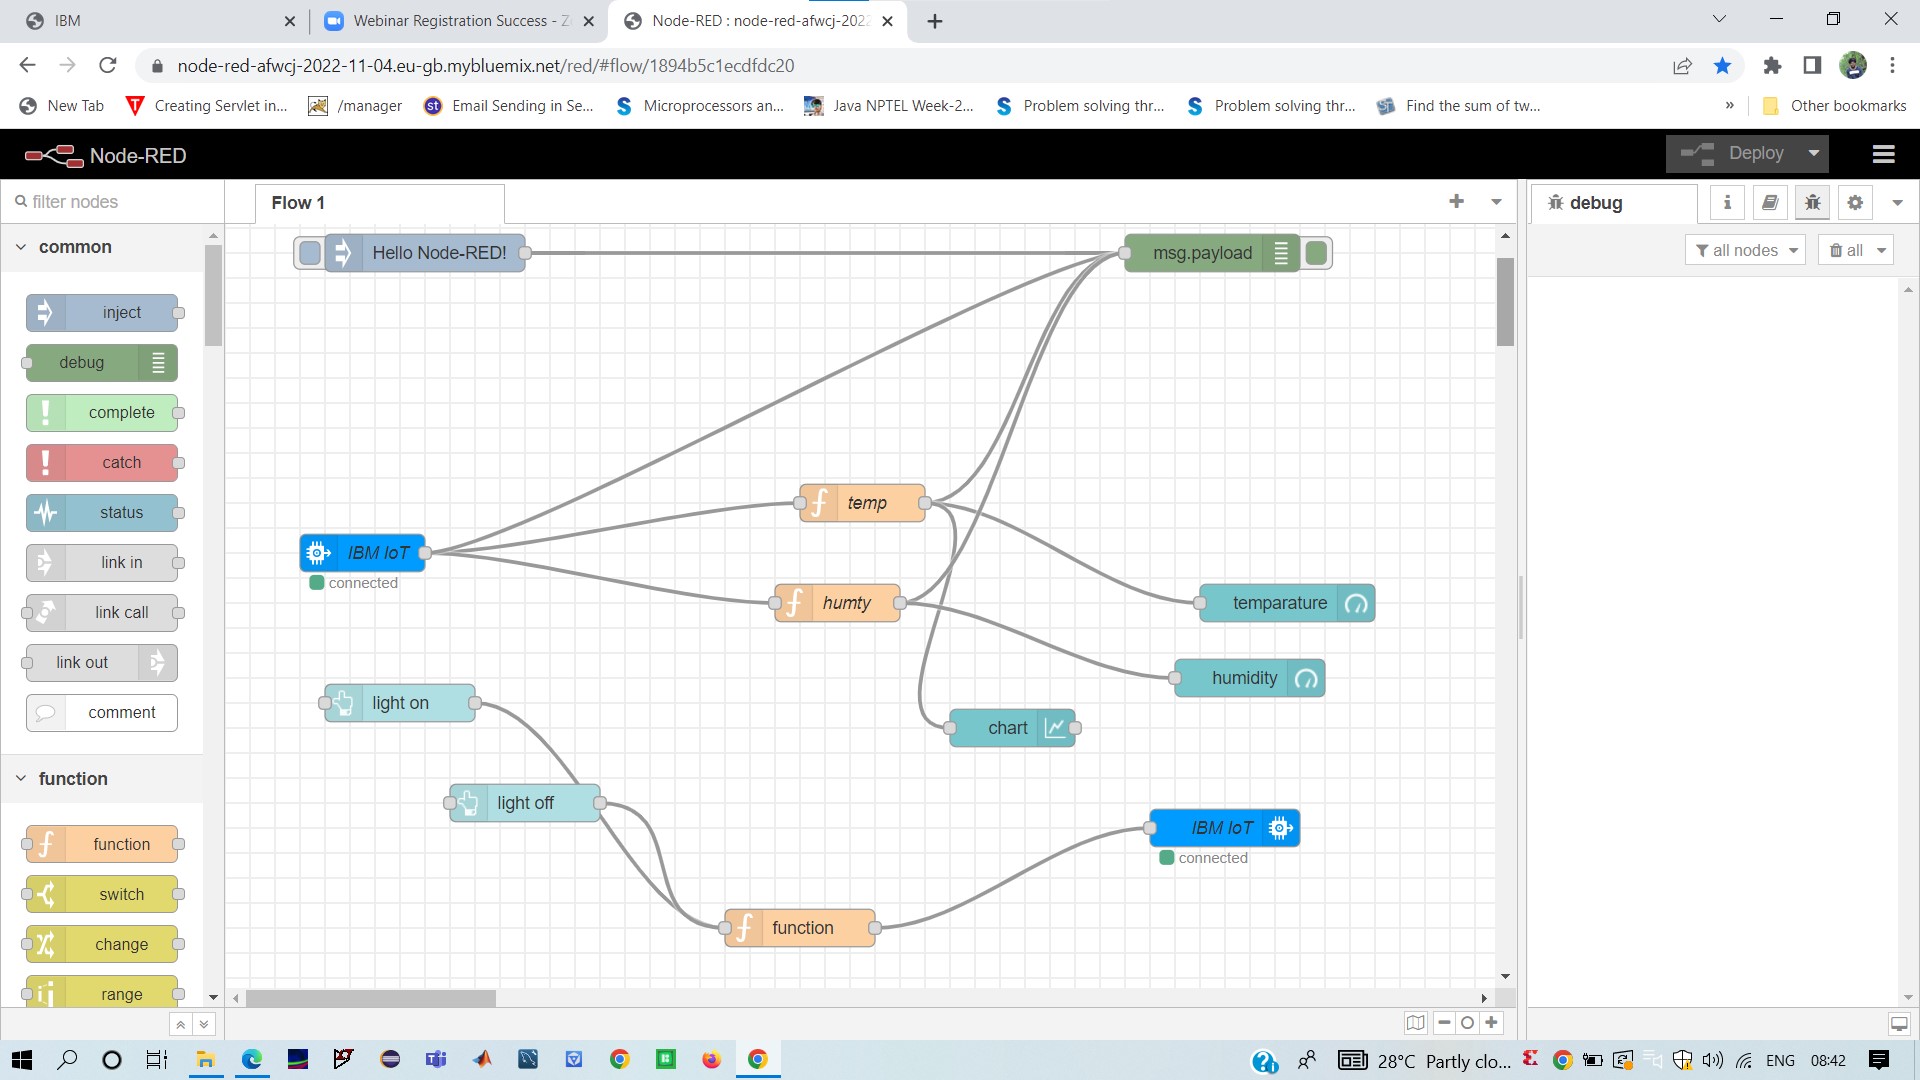 IBM
Webinar Registration Success - Z
Node-RED : node-red-afwcj-2022
node-red-afwcj-2022-11-04.eu-gb.mybluemix.net/red/#flow/1894b5c1ecdfdc20
New Tab
Creating Servlet in...
/manager
Email Sending in Se...
Microprocessors an...
Java NPTEL Week-2...
Problem solving thr...
Problem solving thr...
Find the sum of tw...
»
Other bookmarks
Node-RED
Deploy
filter nodes
Flow 1
debug
common
all nodes
all
Hello Node-RED!
msg.payload
inject
debug
complete
catch
status
link in
link call
link out
comment
temp
IBM IoT
connected
humty
temparature
humidity
light on
chart
function
light off
IBM IoT
connected
function
switch
change
range
function
28°C Partly clo...
ENG
08:42